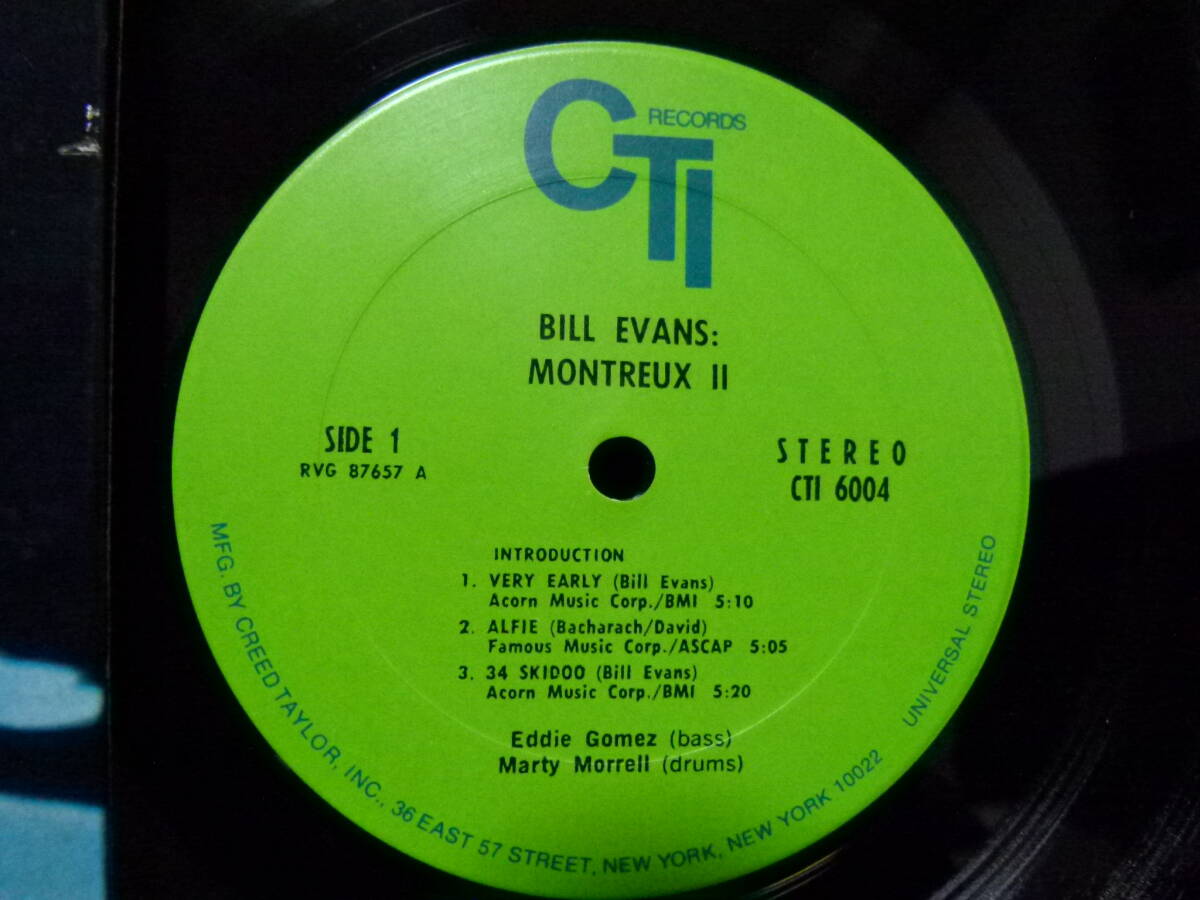 CTI RECORDS
BILL EVANS:
MONTREUX II
SIDE 1
RVG 87657 A
STEREO
CTI 6004
INTRODUCTION
1. VERY EARLY (Bill Evans)
Acorn Music Corp./BMI 5:10
2. ALFIE (Bacharach/David)
Famous Music Corp./ASCAP 5:05
3. 34 SKIDOO (Bill Evans)
Acorn Music Corp./BMI 5:20
Eddie Gomez (bass)
Marty Morrell (drums)
MFG. BY CREED TAYLOR, INC., 36 EAST 57 STREET, NEW YORK, NEW YORK 10022 UNIVERSAL STEREO